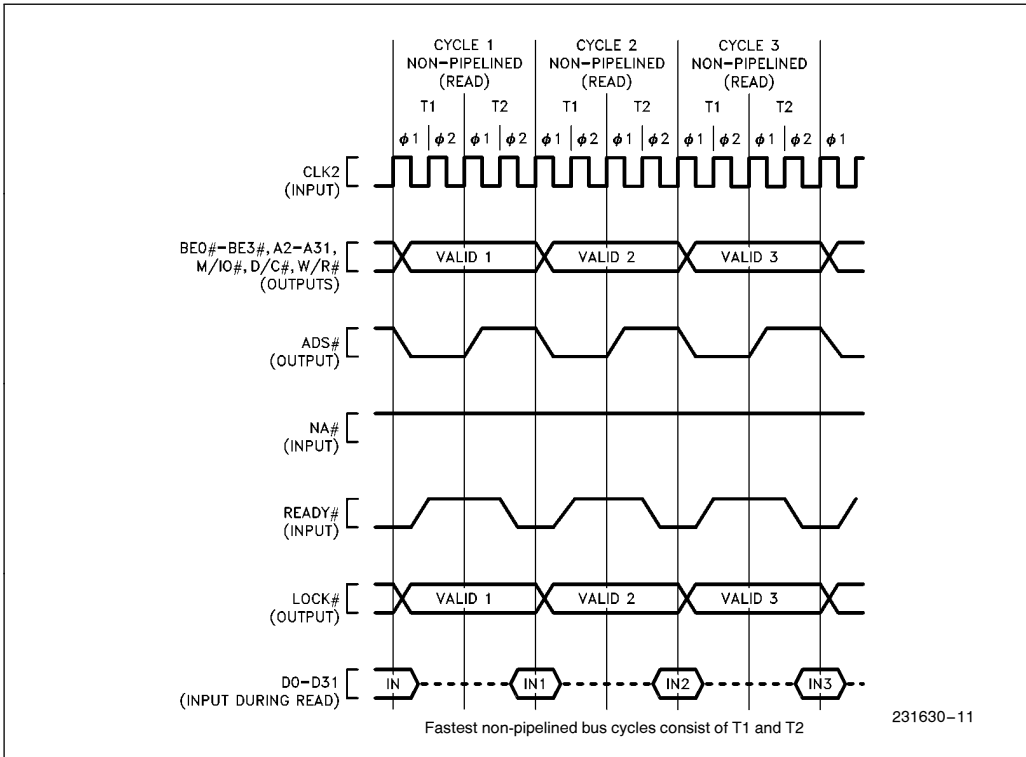 CYCLE 1 CYCLE 2 CYCLE 3
NON-PIPELINED NON-PIPELINED NON-PIPELINED
(READ) (READ) (READ)
T1 T2 T1 T2 T1 T2
ϕ1 ϕ2 ϕ1 ϕ2 ϕ1 ϕ2 ϕ1 ϕ2 ϕ1 ϕ2 ϕ1 ϕ2 ϕ1
CLK2
(INPUT)
BE0#-BE3#, A2-A31,
M/IO#, D/C#, W/R#
(OUTPUTS)
VALID 1 VALID 2 VALID 3
ADS#
(OUTPUT)
NA#
(INPUT)
READY#
(INPUT)
LOCK#
(OUTPUT)
VALID 1 VALID 2 VALID 3
D0-D31
(INPUT DURING READ)
IN IN1 IN2 IN3
231630-11
Fastest non-pipelined bus cycles consist of T1 and T2